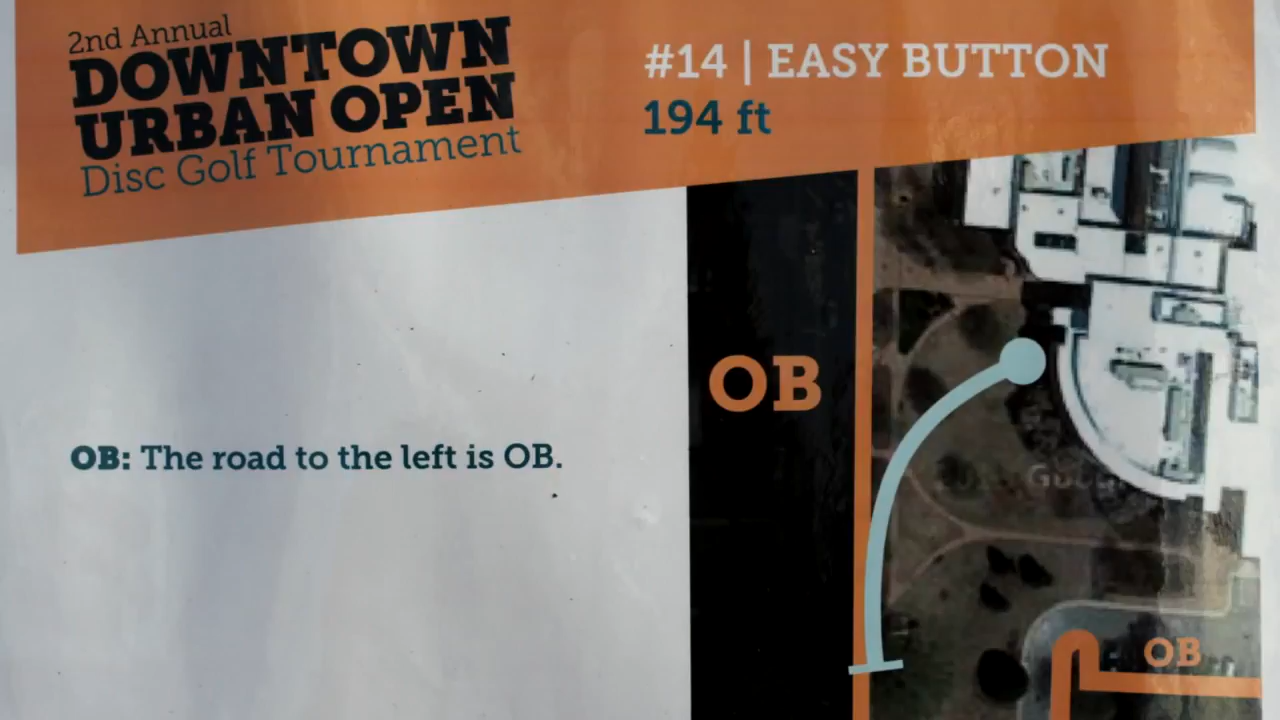 2nd Annual
DOWNTOWN
URBAN OPEN
Disc Golf Tournament
#14 | EASY BUTTON
194 ft
OB
OB: The road to the left is OB.
OB